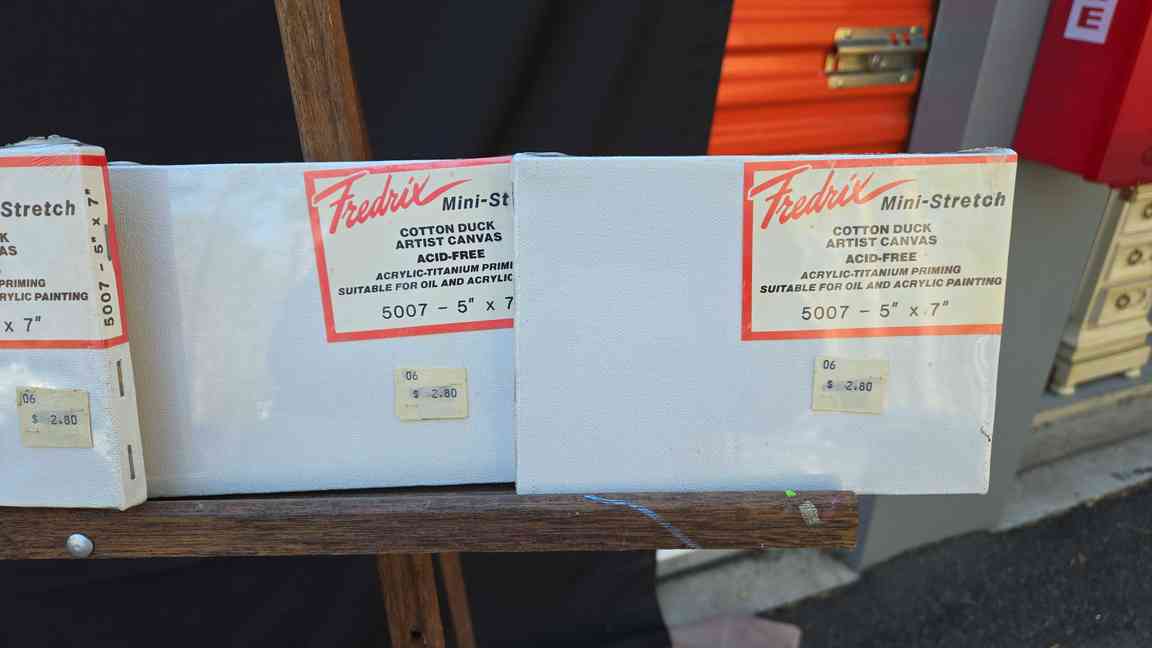 Stretch
K
AS
PRIMING
RYLIC PAINTING
x 7"
5007 - 5" x 7"
06
$ 2.80
Fredrix Mini-St
COTTON DUCK
ARTIST CANVAS
ACID-FREE
ACRYLIC-TITANIUM PRIMI
SUITABLE FOR OIL AND ACRYLIC
5007 - 5" x 7
06
$ 2.80
Fredrix Mini-Stretch
COTTON DUCK
ARTIST CANVAS
ACID-FREE
ACRYLIC-TITANIUM PRIMING
SUITABLE FOR OIL AND ACRYLIC PAINTING
5007 - 5" x 7"
06
$ 2.80
E